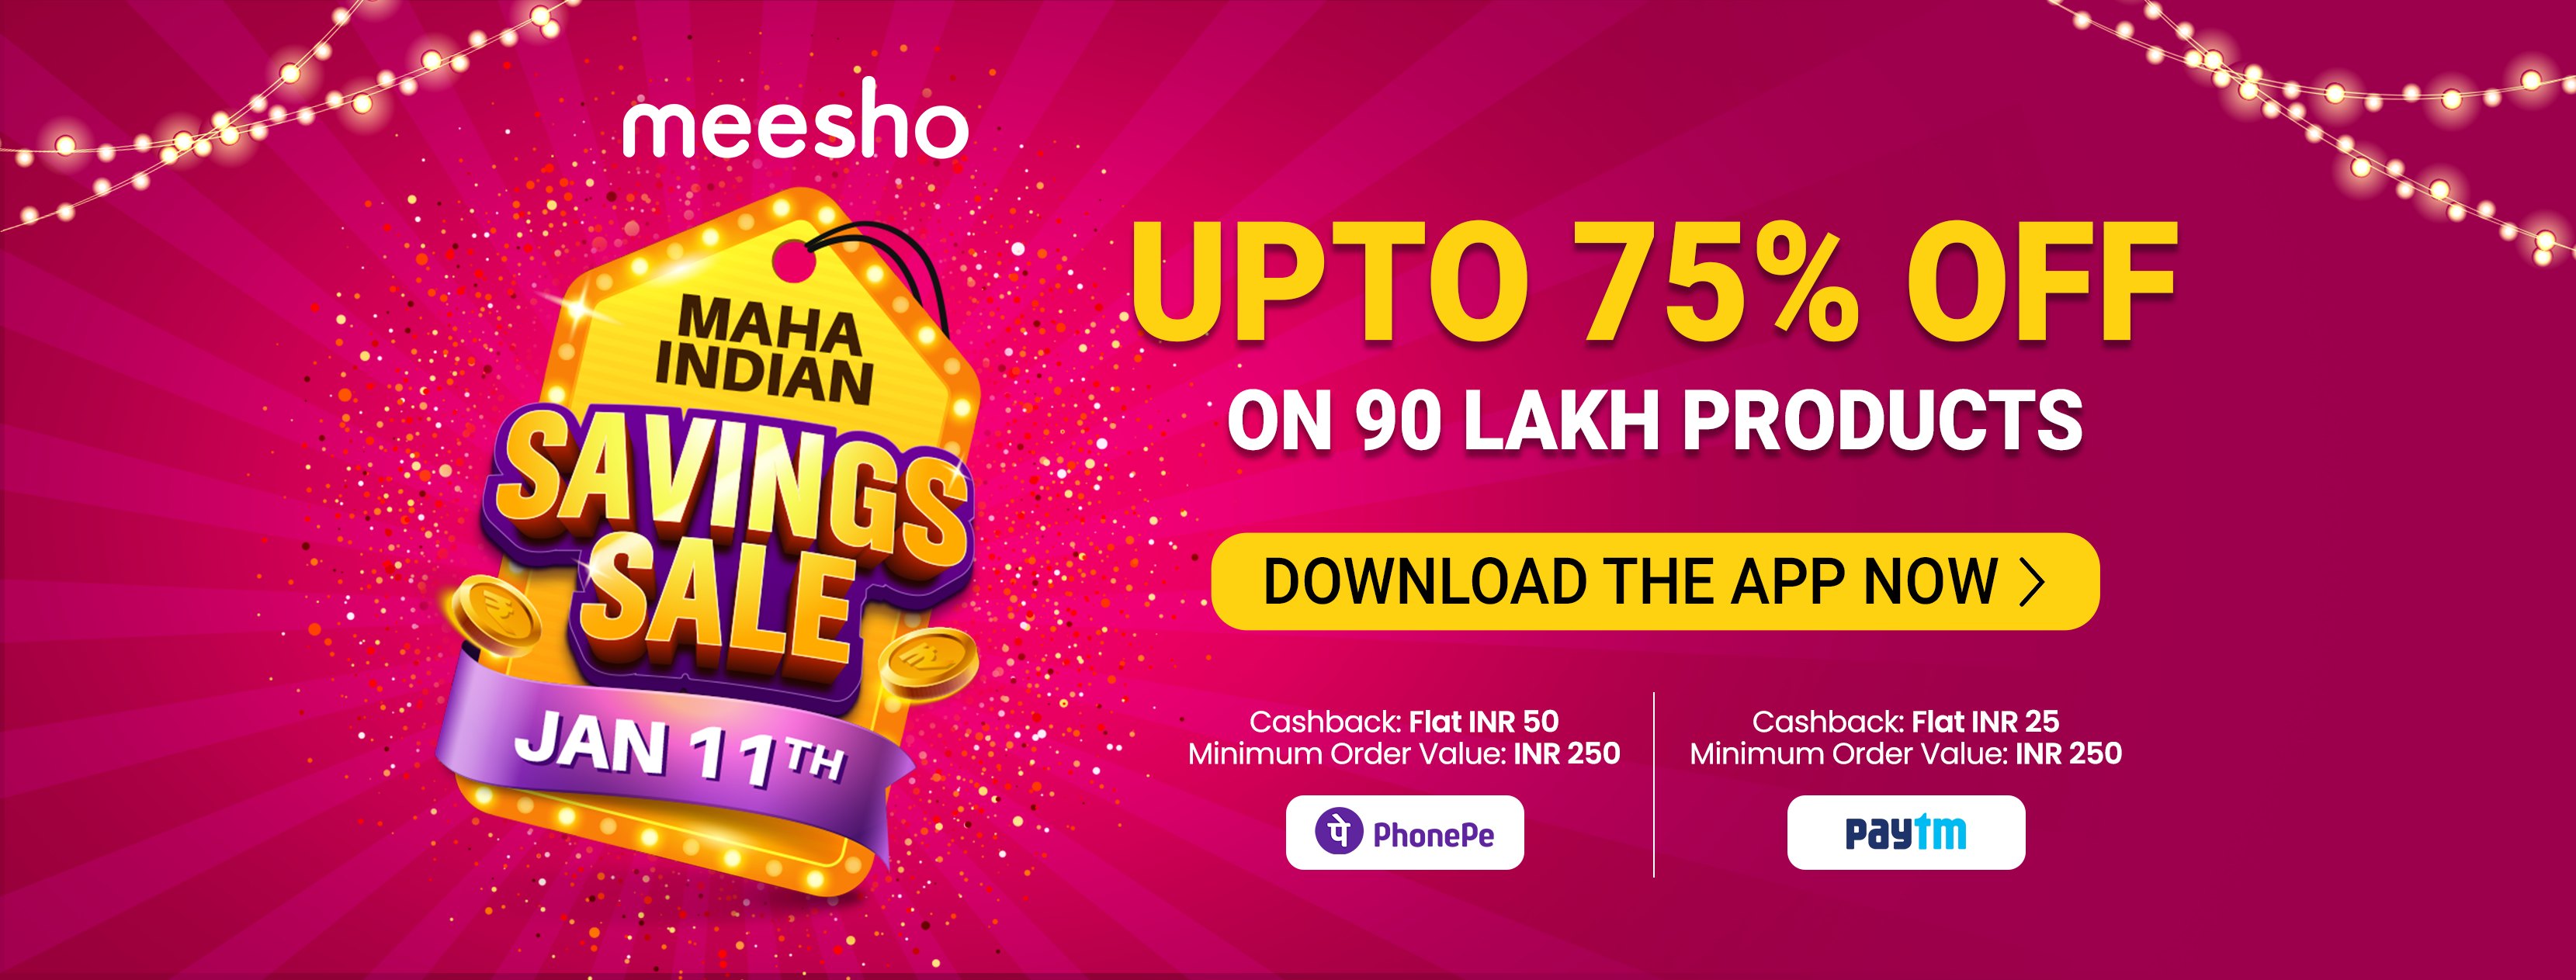 meesho
MAHA
INDIAN
SAVINGS
SALE
JAN 11TH
UPTO 75% OFF
ON 90 LAKH PRODUCTS
DOWNLOAD THE APP NOW >
Cashback: Flat INR 50
Minimum Order Value: INR 250
पे PhonePe
Cashback: Flat INR 25
Minimum Order Value: INR 250
paytm